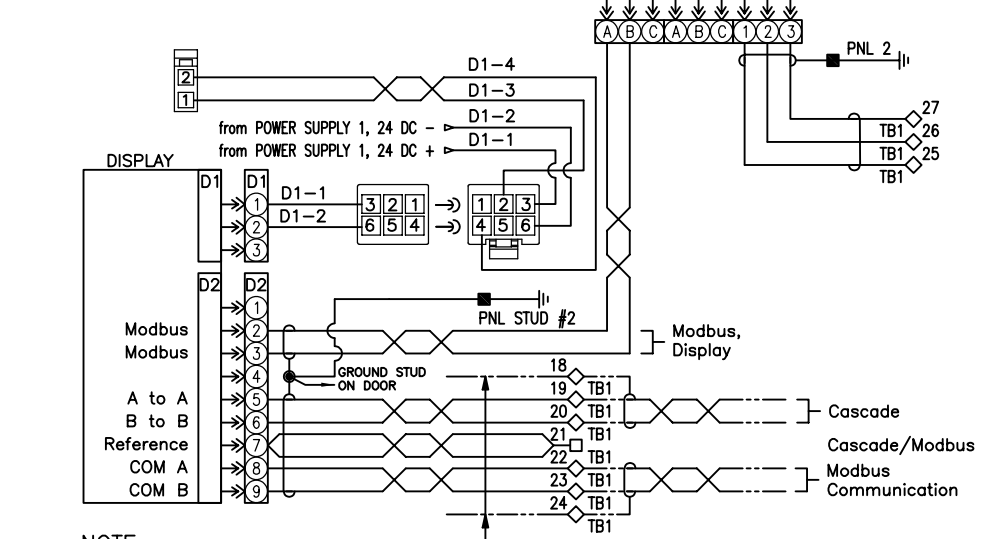 A B C A B C 1 2 3
PNL 2
2
1
D1-4
D1-3
D1-2
D1-1
from POWER SUPPLY 1, 24 DC -
from POWER SUPPLY 1, 24 DC +
27
TB1 26
TB1 25
TB1
DISPLAY
D1 D1
1 D1-1
2 D1-2
3
3 2 1
6 5 4
1 2 3
4 5 6
D2 D2
1
PNL STUD #2
Modbus 2
Modbus 3
Modbus,
Display
4
GROUND STUD
ON DOOR
A to A 5
B to B 6
Reference 7
COM A 8
COM B 9
18
19 TB1
20 TB1
21 TB1
22
23 TB1
24 TB1
TB1
Cascade
Cascade/Modbus
Modbus
Communication